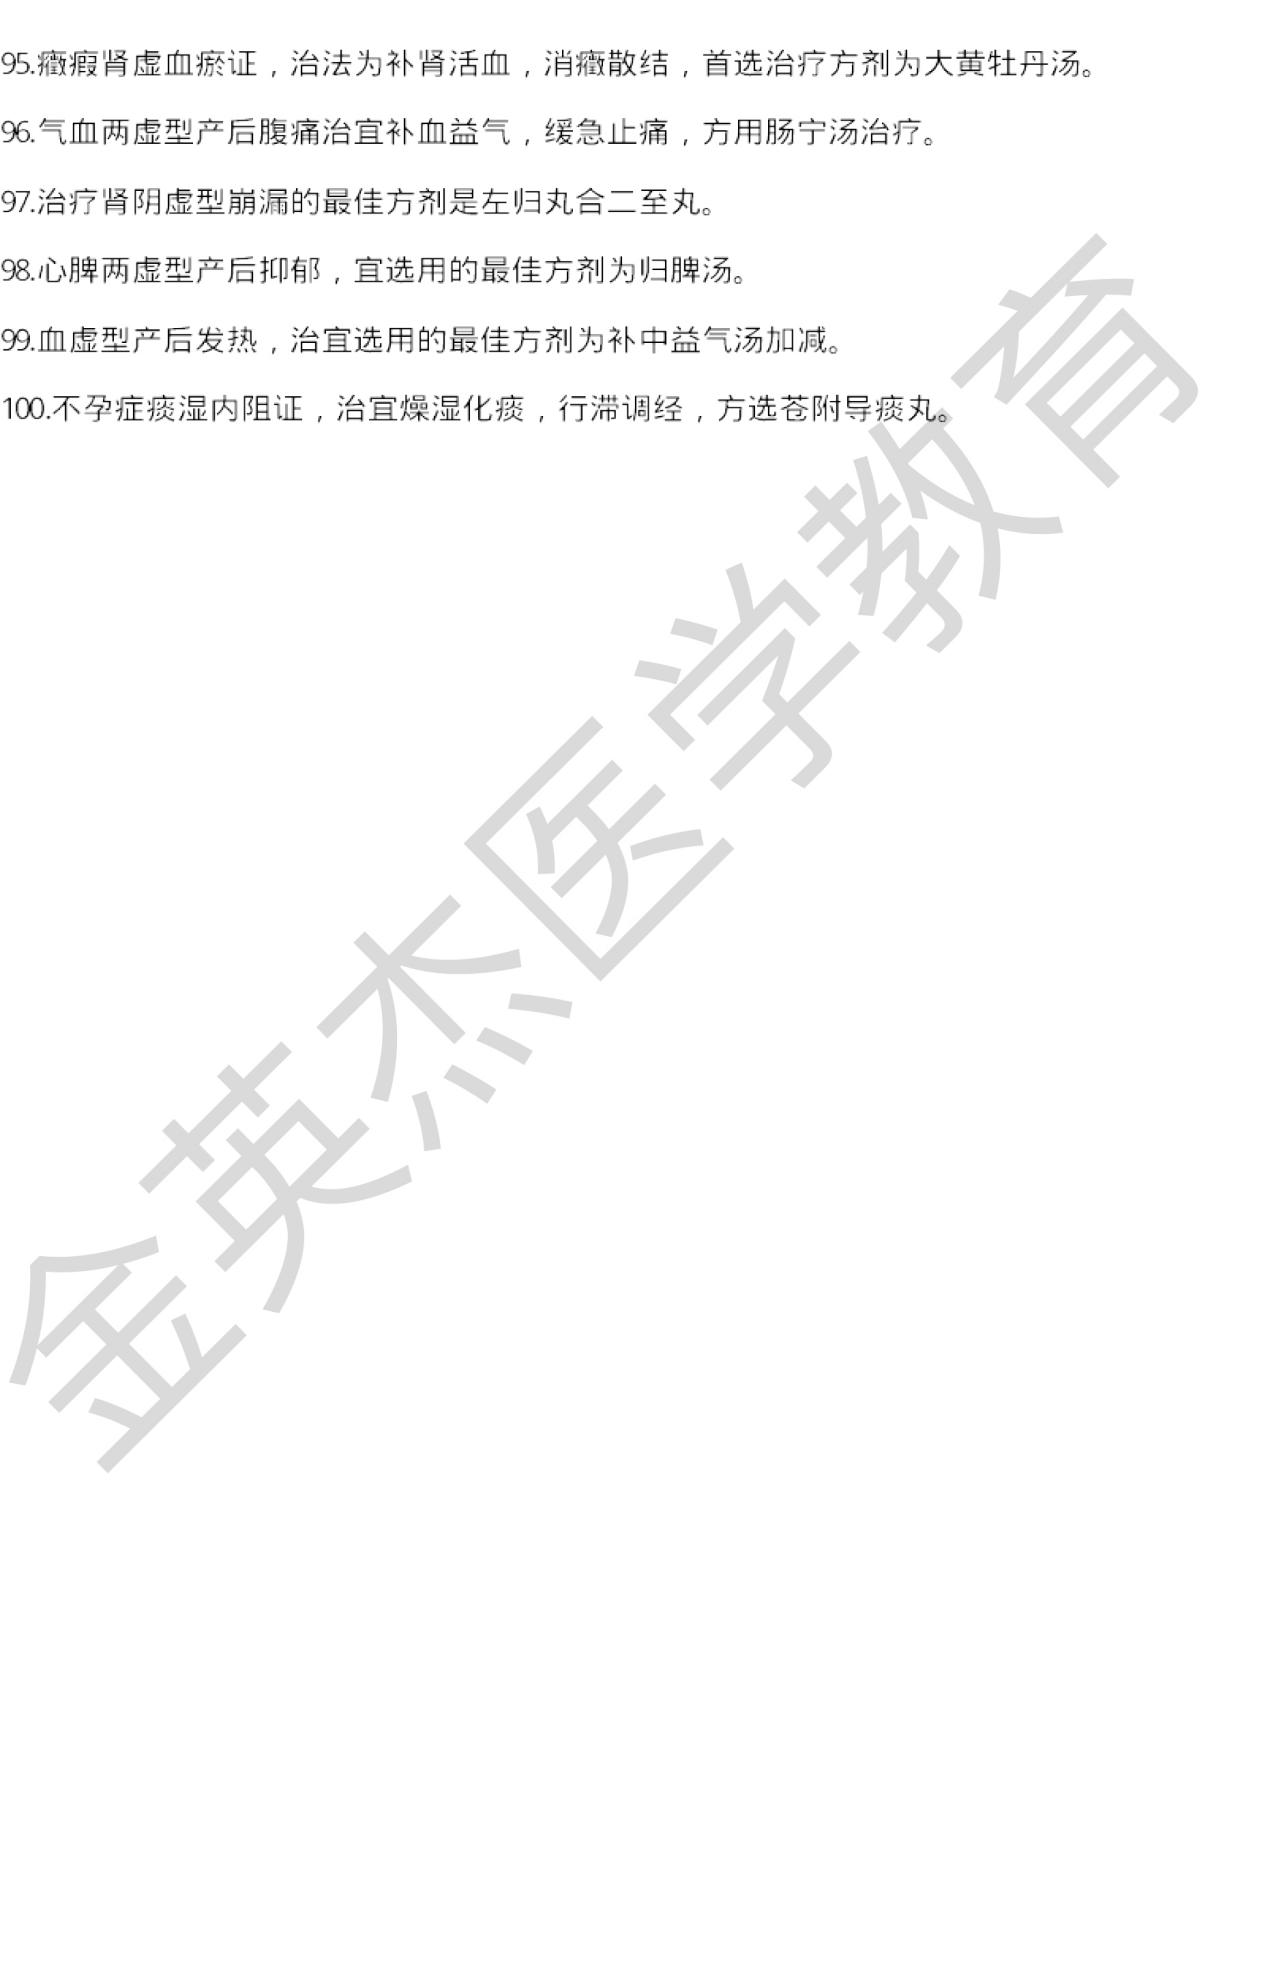 95.癥瘕肾虚血瘀证，治法为补肾活血，消癥散结，首选治疗方剂为大黄牡丹汤。
96.气血两虚型产后腹痛治宜补血益气，缓急止痛，方用肠宁汤治疗。
97.治疗肾阴虚型崩漏的最佳方剂是左归丸合二至丸。
98.心脾两虚型产后抑郁，宜选用的最佳方剂为归脾汤。
99.血虚型产后发热，治宜选用的最佳方剂为补中益气汤加减。
100.不孕症痰湿内阻证，治宜燥湿化痰，行滞调经，方选苍附导痰丸。
金英杰医学教育